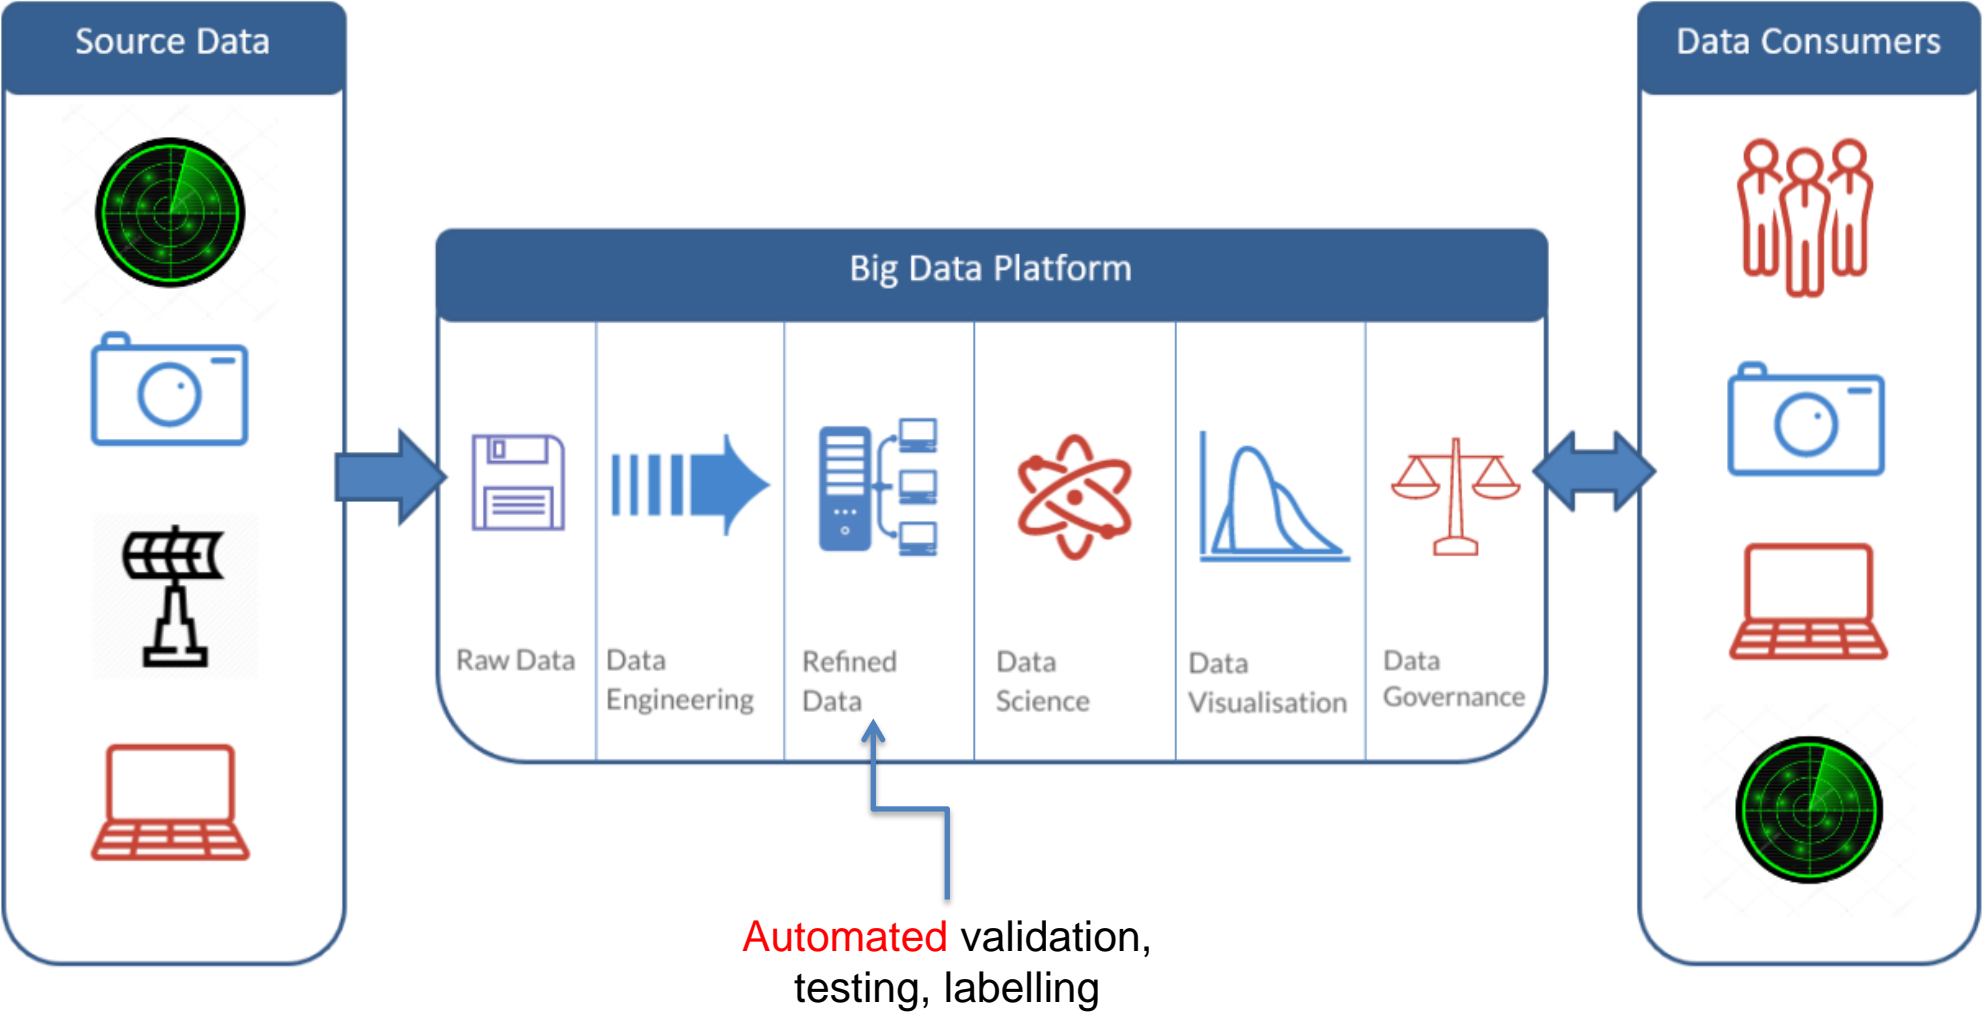 Source Data
Data Consumers
Big Data Platform
Raw Data
Data
Engineering
Refined
Data
Data
Science
Data
Visualisation
Data
Governance
Automated validation,
testing, labelling